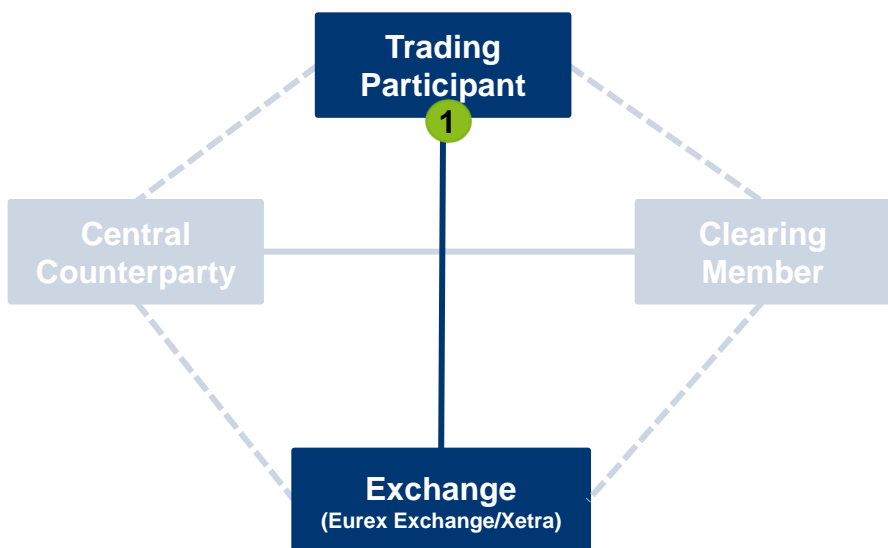 Trading
Participant
1
Central
Counterparty
Clearing
Member
Exchange
(Eurex Exchange/Xetra)